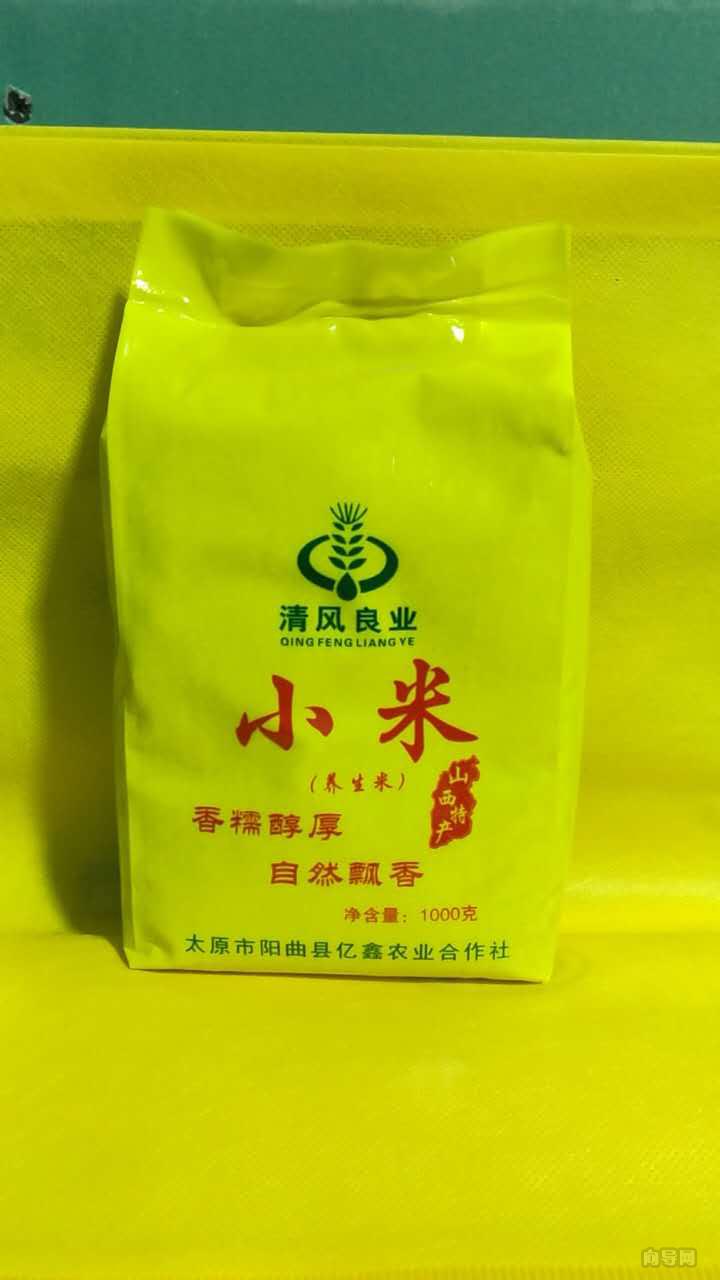 清风良业
QING FENG LIANG YE
小米
(养生米)
山西特产
香糯醇厚
自然飘香
净含量：1000克
太原市阳曲县亿鑫农业合作社
向导网